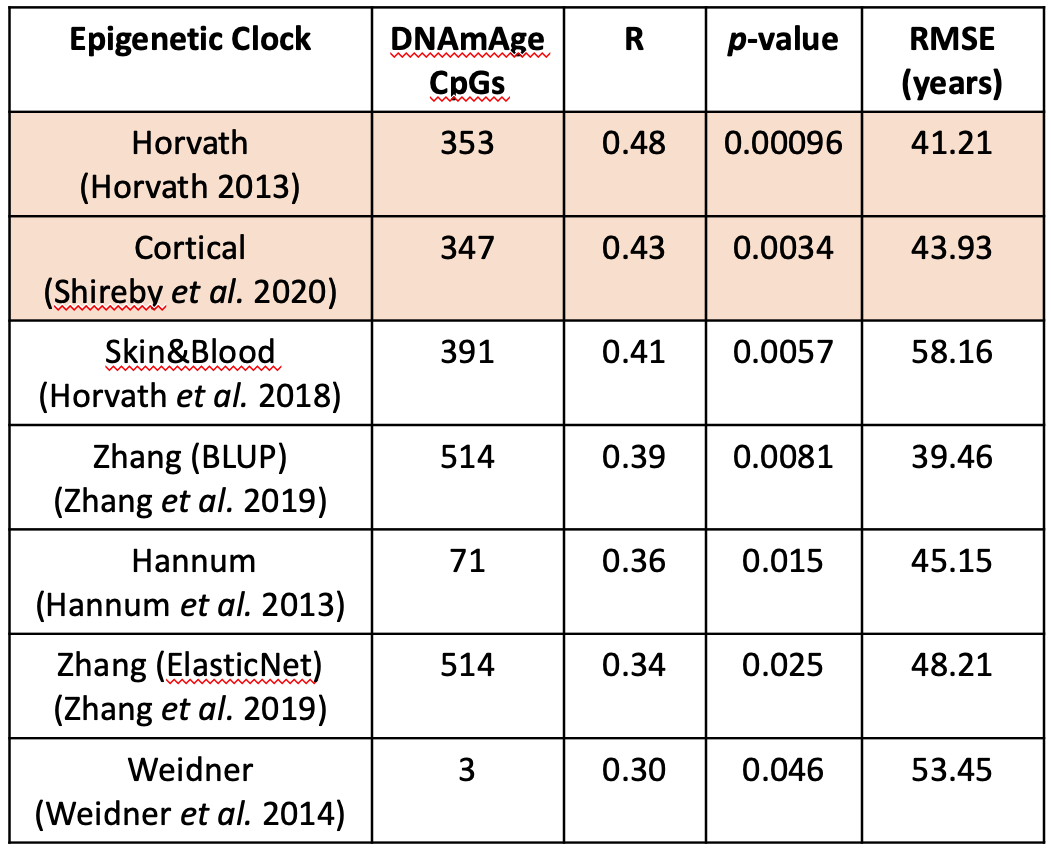 Epigenetic Clock DNAmAge CpGs R p-value RMSE (years)
Horvath 353 0.48 0.00096 41.21
(Horvath 2013)
Cortical 347 0.43 0.0034 43.93
(Shireby et al. 2020)
Skin&Blood 391 0.41 0.0057 58.16
(Horvath et al. 2018)
Zhang (BLUP) 514 0.39 0.0081 39.46
(Zhang et al. 2019)
Hannum 71 0.36 0.015 45.15
(Hannum et al. 2013)
Zhang (ElasticNet) 514 0.34 0.025 48.21
(Zhang et al. 2019)
Weidner 3 0.30 0.046 53.45
(Weidner et al. 2014)